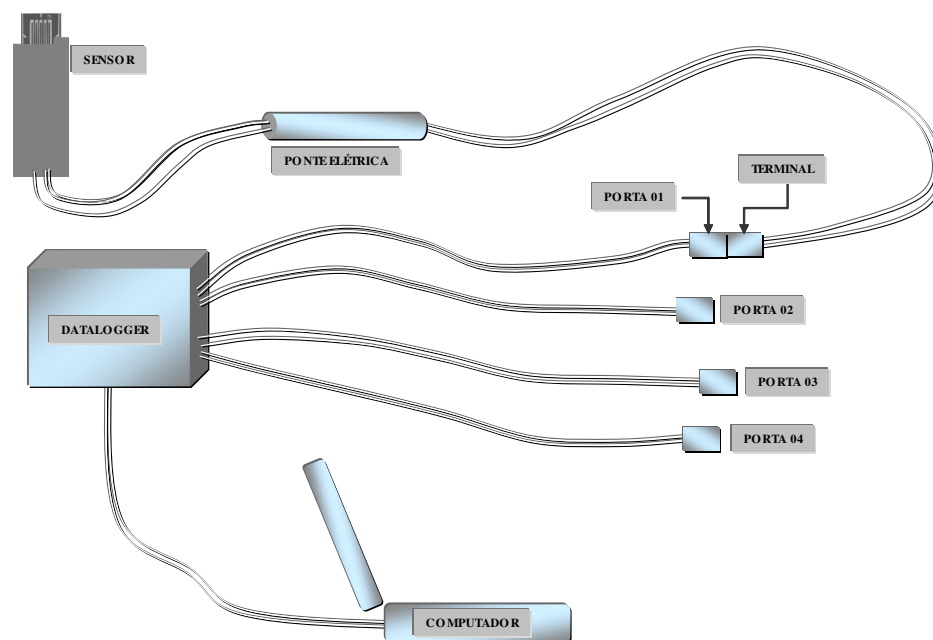 SENSOR
PONTE ELÉTRICA
TERMINAL
PORTA 01
PORTA 02
DATALOGGER
PORTA 03
PORTA 04
COMPUTADOR